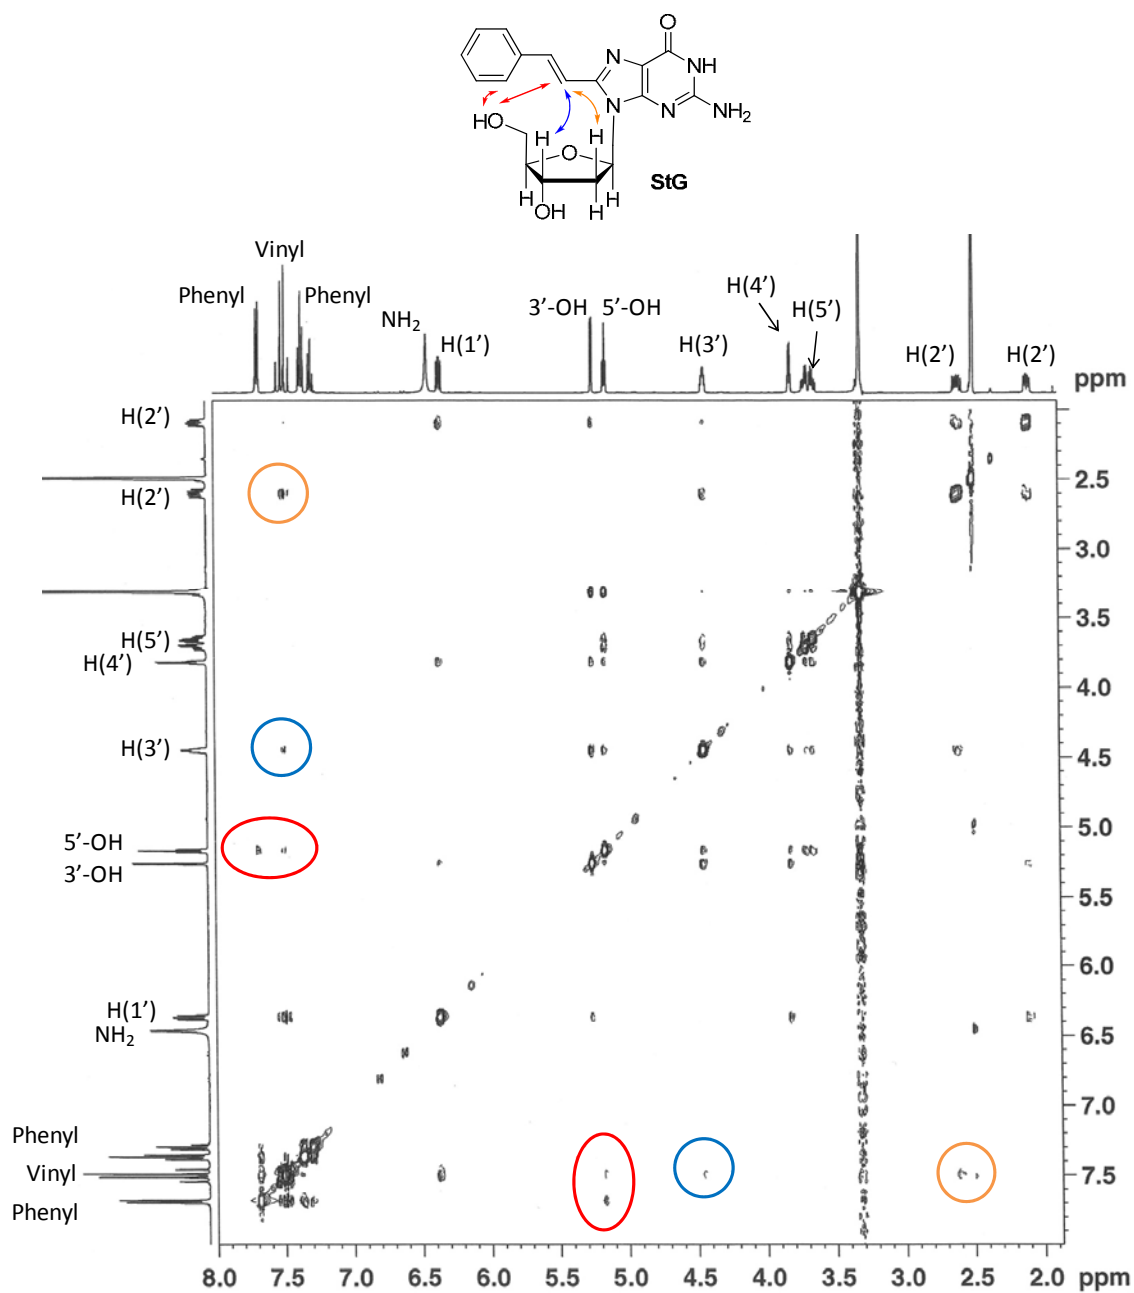 O
N
NH
N
N
NH2
HO
H
H
O
StG
H
H
OH
H
Vinyl
Phenyl
Phenyl
NH2
H(1’)
3’-OH
5’-OH
H(3’)
H(4’)
H(5’)
H(2’)
H(2’)
ppm
H(2’)
H(2’)
H(5’)
H(4’)
H(3’)
5’-OH
3’-OH
H(1’)
NH2
Phenyl
Vinyl
Phenyl
2.5
3.0
3.5
4.0
4.5
5.0
5.5
6.0
6.5
7.0
7.5
8.0 7.5 7.0 6.5 6.0 5.5 5.0 4.5 4.0 3.5 3.0 2.5 2.0 ppm